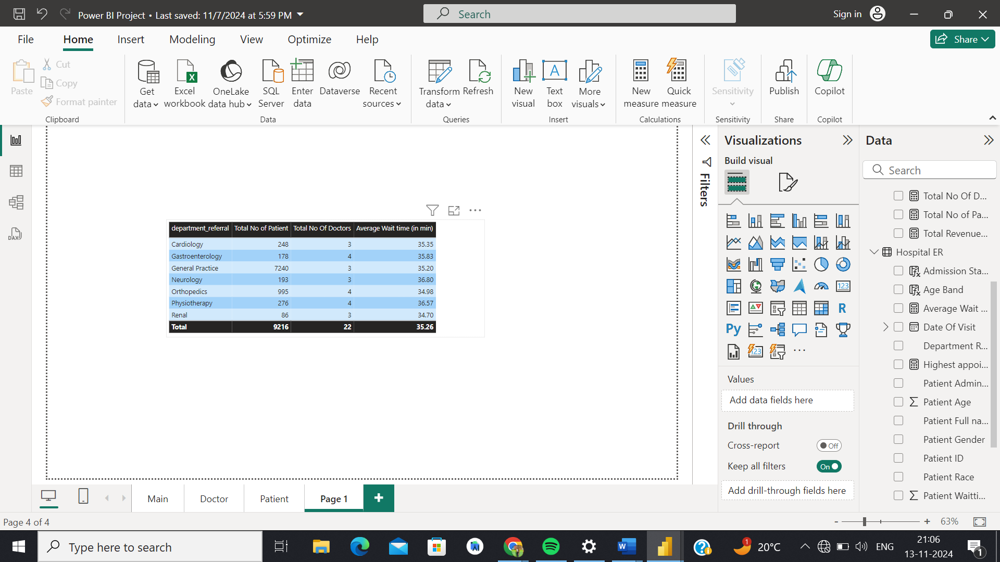 Power BI Project • Last saved: 11/7/2024 at 5:59 PM
Search
Sign in
File Home Insert Modeling View Optimize Help
Share
Paste
Cut
Copy
Format painter
Clipboard
Get data
Excel workbook
OneLake data hub
SQL Server
Enter data
Dataverse
Recent sources
Data
Transform data
Refresh
Queries
New visual
Text box
More visuals
Insert
New measure
Quick measure
Calculations
Sensitivity
Sensitivity
Publish
Share
Copilot
Copilot
DAX
department_referral Total No of Patient Total No Of Doctors Average Wait time (in min)
Cardiology 248 3 35.35
Gastroenterology 178 4 35.83
General Practice 7240 3 35.20
Neurology 193 3 36.80
Orthopedics 995 4 34.98
Physiotherapy 276 4 36.57
Renal 86 3 34.70
Total 9216 22 35.26
Filters
Visualizations
Build visual
123
R
Py
123
Values
Add data fields here
Drill through
Cross-report Off
Keep all filters On
Add drill-through fields here
Data
Search
Total No Of D...
Total No of Pa...
Total Revenue...
Hospital ER
Admission Sta...
Age Band
Average Wait ...
Date Of Visit
Department R...
Highest appoi...
Patient Admin...
Patient Age
Patient Full na...
Patient Gender
Patient ID
Patient Race
Patient Waitti...
Main Doctor Patient Page 1 +
Page 4 of 4
- + 63%
Type here to search
W
1
20°C
ENG
21:06
13-11-2024
1